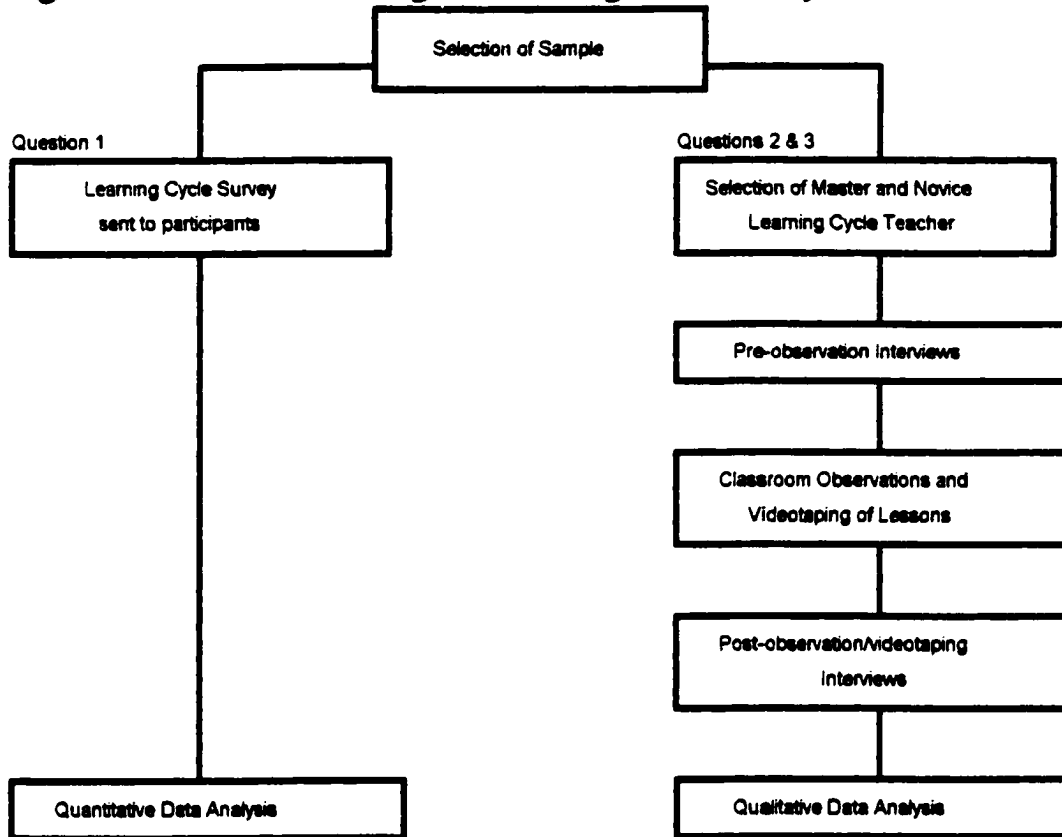 Selection of Sample
Question 1
Learning Cycle Survey
sent to participants
Quantitative Data Analysis
Questions 2 & 3
Selection of Master and Novice
Learning Cycle Teacher
Pre-observation Interviews
Classroom Observations and
Videotaping of Lessons
Post-observation/videotaping
Interviews
Qualitative Data Analysis